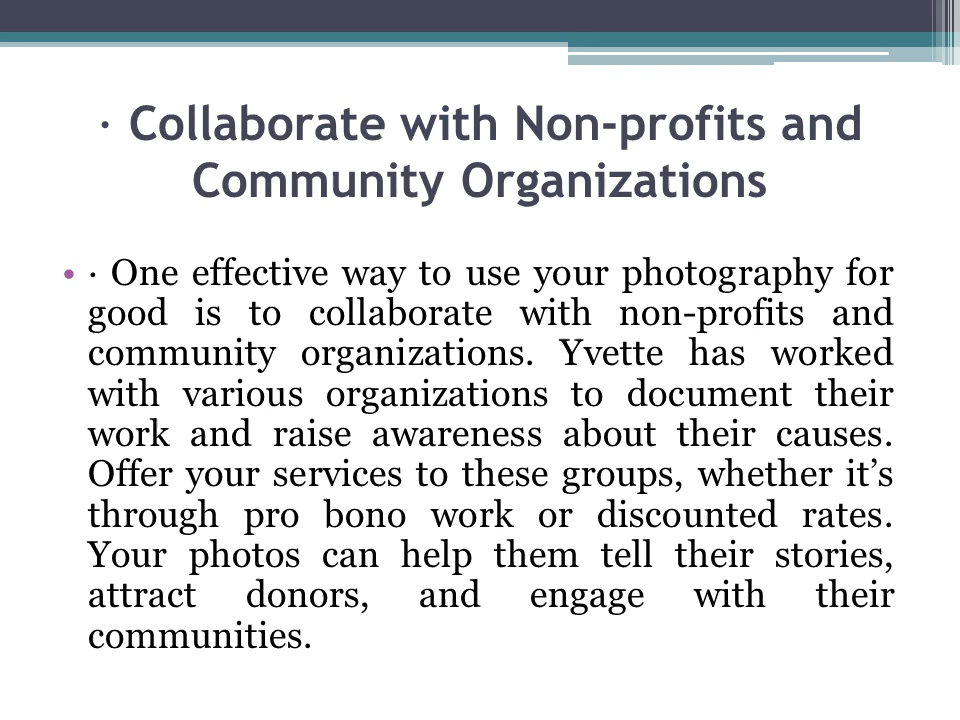 · Collaborate with Non-profits and
Community Organizations
• · One effective way to use your photography for
good is to collaborate with non-profits and
community organizations. Yvette has worked
with various organizations to document their
work and raise awareness about their causes.
Offer your services to these groups, whether it’s
through pro bono work or discounted rates.
Your photos can help them tell their stories,
attract donors, and engage with their
communities.